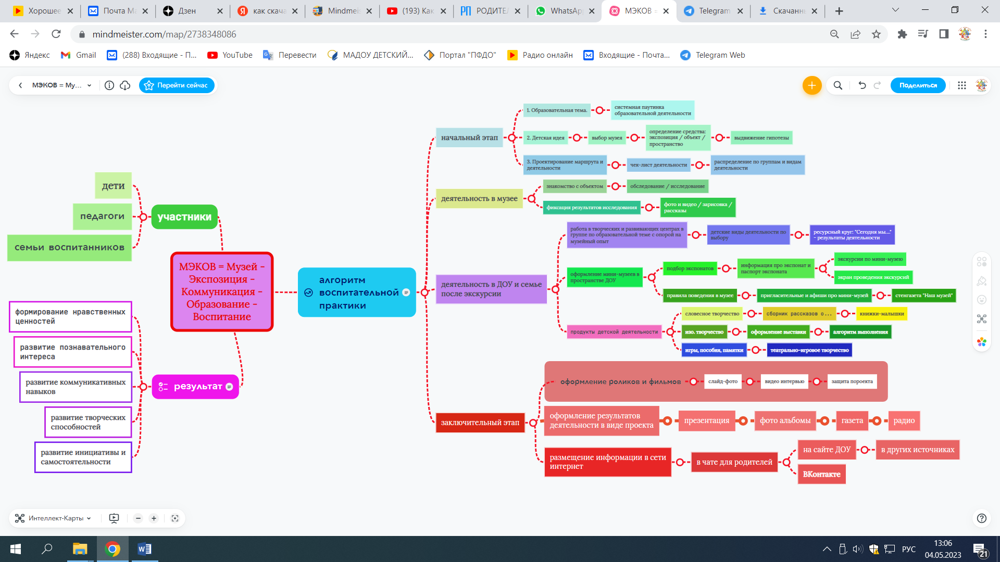 Хорошее
Почта Ma
Дзен
как скача
Mindmeis
(193) Как
РОДИТЕЛ
WhatsApp
МЭКОВ =
Telegram
Скачанн
mindmeister.com/map/2738348086
Яндекс
Gmail
(288) Входящие - П...
YouTube
Перевести
МАДОУ ДЕТСКИЙ...
Портал "ПФДО"
Радио онлайн
Входящие - Почта...
Telegram Web
МЭКОВ = Му...
Перейти сейчас
Поделиться
дети
педагоги
семьи воспитанников
участники
МЭКОВ = Музей -
Экспозиция -
Коммуникация -
Образование -
Воспитание
формирование нравственных
ценностей
развитие познавательного
интереса
развитие коммуникативных
навыков
развитие творческих
способностей
развитие инициативы и
самостоятельности
результат
алгоритм
воспитательной
практики
начальный этап
1. Образовательная тема.
системная паутинка
образовательной деятельности
2. Детская идея
выбор музея
определение средства:
экспозиция / объект /
пространство
выдвижение гипотезы
3. Проектирование маршрута и
деятельности
чек-лист деятельности
распределение по группам и видам
деятельности
деятельность в музее
знакомство с объектом
обследование / исследование
фиксация результатов исследования
фото и видео / зарисовка /
рассказы
деятельность в ДОУ и семье
после экскурсии
работа в творческих и развивающих центрах в
группе по образовательной теме с опорой на
музейный опыт
детские виды деятельности по
выбору
ресурсный круг: "Сегодня мы..."
- результаты деятельности
оформление мини-музеев в
пространстве ДОУ
подбор экспонатов
информация про экспонат и
паспорт экспоната
экскурсии по мини-музею
экран проведения экскурсий
правила поведения в музее
пригласительные и афиши про мини-музей
стенгазета "Наш музей"
продукты детской деятельности
словесное творчество
сборник рассказов о...
книжки-малышки
изо. творчество
оформление выставки
алгоритм выполнения
игры, пособия, памятки
театрально-игровое творчество
заключительный этап
оформление роликов и фильмов
слайд-фото
видео интервью
защита пороекта
оформление результатов
деятельности в виде проекта
презентация
фото альбомы
газета
радио
размещение информации в сети
интернет
в чате для родителей
на сайте ДОУ
в других источниках
ВКонтакте
Интеллект-Карты
РУС
13:06
04.05.2023
21